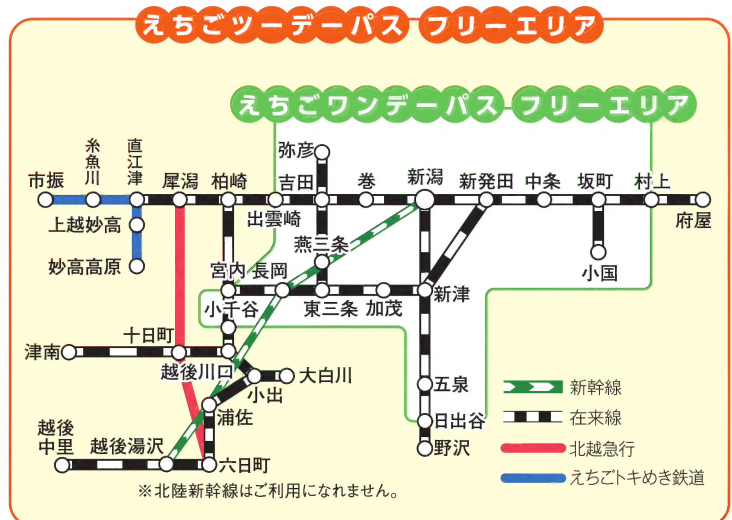 えちごツーデーパス フリーエリア
えちごワンデーパス フリーエリア
弥彦
糸魚川
直江津
市振
犀潟
柏崎
吉田
巻
新潟
新発田
中条
坂町
村上
上越妙高
出雲崎
府屋
燕三条
妙高高原
宮内
長岡
小国
小千谷
東三条
加茂
新津
十日町
津南
越後川口
大白川
小出
五泉
新幹線
浦佐
日出谷
在来線
越後
中里
越後湯沢
六日町
野沢
北越急行
えちごトキめき鉄道
※北陸新幹線はご利用になれません。